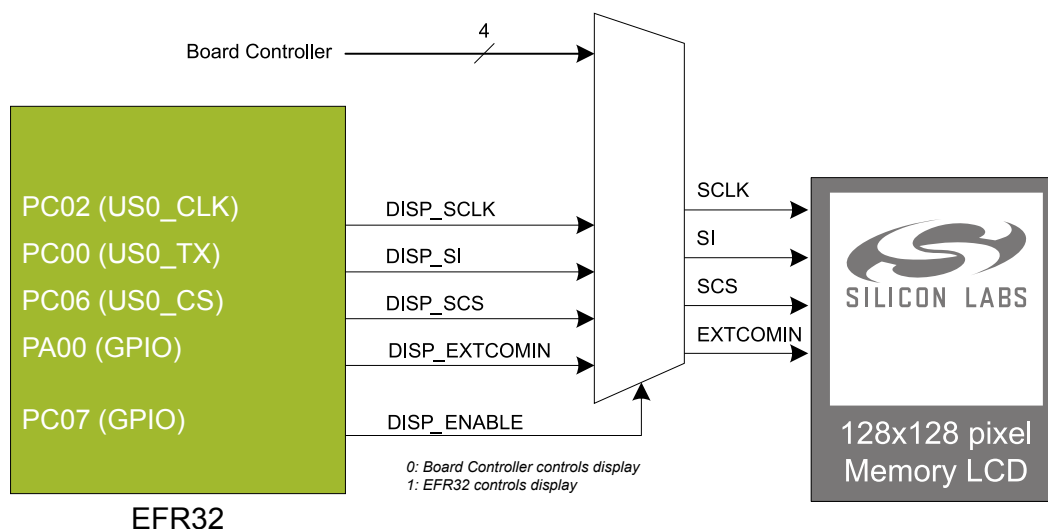 4
Board Controller
PC02 (US0_CLK)
PC00 (US0_TX)
PC06 (US0_CS)
PA00 (GPIO)
PC07 (GPIO)
EFR32
DISP_SCLK
DISP_SI
DISP_SCS
DISP_EXTCOMIN
DISP_ENABLE
0: Board Controller controls display
1: EFR32 controls display
SCLK
SI
SCS
EXTCOMIN
SILICON LABS
128x128 pixel
Memory LCD